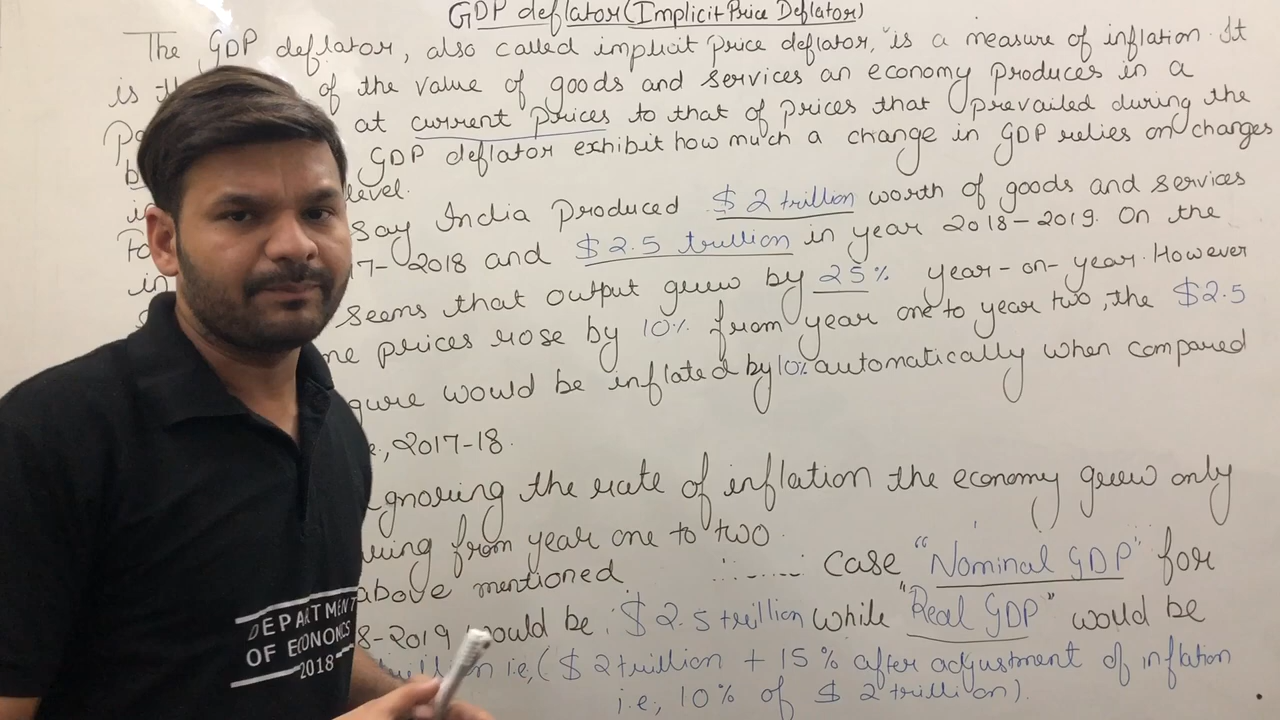 GDP deflator (Implicit Price Deflator)
The GDP deflator, also called implicit price deflator, is a measure of inflation. It
is of the value of goods and services an economy produces in a
at current prices to that of prices that prevailed during the
GDP deflator exhibit how much a change in GDP relies on changes
level.
say India produced $ 2 trillion worth of goods and services
17-2018 and $2.5 trillion in year 2018-2019. On the
seems that output grew by 25% year-on-year. However
prices rose by 10% from year one to year two, the $2.5
would be inflated by 10% automatically when compared
2017-18.
the rate of inflation the economy grew only
from year one to two
above mentioned ......... case "Nominal GDP" for
8-2019 would be : $2.5 trillion while "Real GDP" would be
i.e, ($ 2 trillion + 15% after adjustment of inflation
i.e, 10% of $ 2 trillion).
DEPARTMENT
OF ECONOMICS
2018